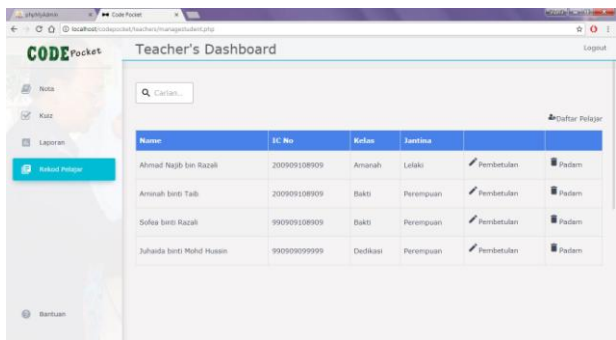 phpMyAdmin
Code Pocket
localhost/codepocket/teachers/managestudent.php
CODEPocket
Teacher's Dashboard
Logout
Nota
Kuiz
Laporan
Rekod Pelajar
Bantuan
Carian...
Daftar Pelajar
Name IC No Kelas Jantina
Ahmad Najib bin Razali 200909108909 Amanah Lelaki Pembetulan Padam
Aminah binti Taib 200909108909 Bakti Perempuan Pembetulan Padam
Sofea binti Razali 990909108909 Bakti Perempuan Pembetulan Padam
Juhaida binti Mohd Hussin 990909099999 Dedikasi Perempuan Pembetulan Padam